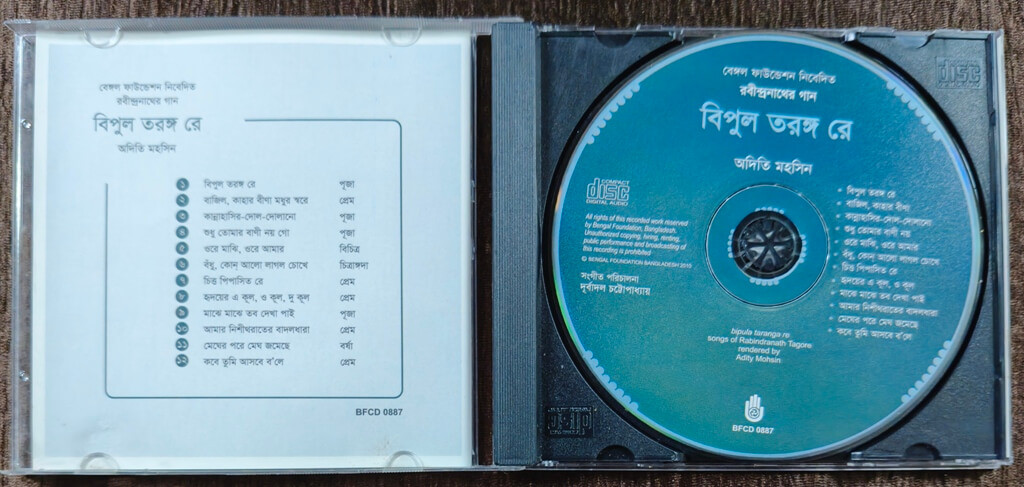 বেঙ্গল ফাউন্ডেশন নিবেদিত
রবীন্দ্রনাথের গান
বিপুল তরঙ্গ রে
অদিতি মহসিন
১ বিপুল তরঙ্গ রে পূজা
২ বাজিল, কাহার বীণা মধুর স্বরে প্রেম
৩ কান্নাহাসির-দোল-দোলানো পূজা
৪ শুধু তোমার বাণী নয় গো পূজা
৫ ওরে মাঝি, ওরে আমার বিচিত্র
৬ বঁধু, কোন্ আলো লাগল চোখে চিত্রাঙ্গদা
৭ চিত্ত পিপাসিত রে প্রেম
৮ হৃদয়ের এ কূল, ও কূল, দু কূল প্রেম
৯ মাঝে মাঝে তব দেখা পাই পূজা
১০ আমার নিশীথরাতের বাদলধারা প্রেম
১১ মেঘের পরে মেঘ জমেছে বর্ষা
১২ কবে তুমি আসবে ব'লে প্রেম
BFCD 0887
বেঙ্গল ফাউন্ডেশন নিবেদিত
রবীন্দ্রনাথের গান
বিপুল তরঙ্গ রে
অদিতি মহসিন
COMPACT
disc
DIGITAL AUDIO
All rights of this recorded work reserved
by Bengal Foundation, Bangladesh.
Unauthorized copying, hiring, renting,
public performance and broadcasting of
this recording is prohibited
© BENGAL FOUNDATION BANGLADESH 2010
সংগীত পরিচালনা
দূর্বাদল চট্টোপাধ্যায়
বিপুল তরঙ্গ রে
বাজিল, কাহার বীণা
কান্নাহাসির-দোল-দোলানো
শুধু তোমার বাণী নয় গো
ওরে মাঝি, ওরে আমার
বঁধু, কোন্ আলো লাগল চোখে
চিত্ত পিপাসিত রে
হৃদয়ের এ কূল, ও কূল
মাঝে মাঝে তব দেখা পাই
আমার নিশীথরাতের বাদলধারা
মেঘের পরে মেঘ জমেছে
কবে তুমি আসবে ব'লে
bipula taranga re
songs of Rabindranath Tagore
rendered by
Adity Mohsin
BFCD 0887
disc